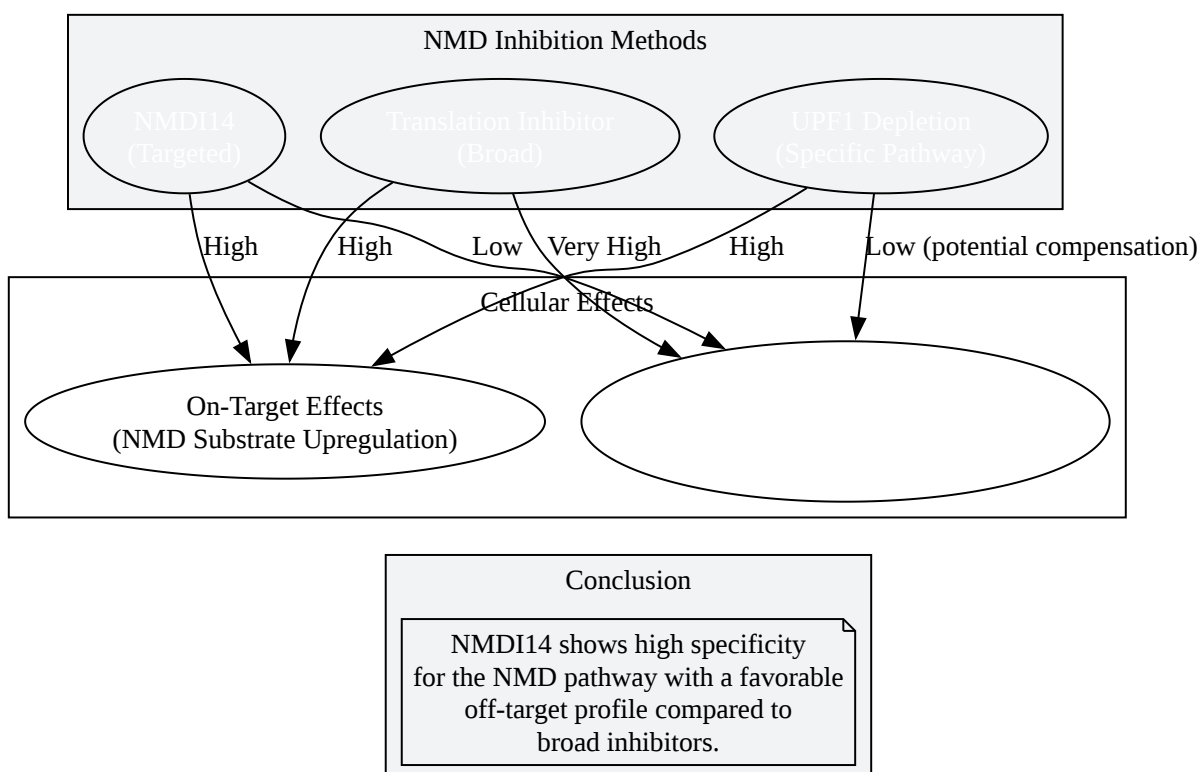 NMD Inhibition Methods
NMDI14
(Targeted)
Translation Inhibitor
(Broad)
UPF1 Depletion
(Specific Pathway)
High
High
Low
Very High
High
Low (potential compensation)
Cellular Effects
On-Target Effects
(NMD Substrate Upregulation)
Conclusion
NMDI14 shows high specificity
for the NMD pathway with a favorable
off-target profile compared to
broad inhibitors.